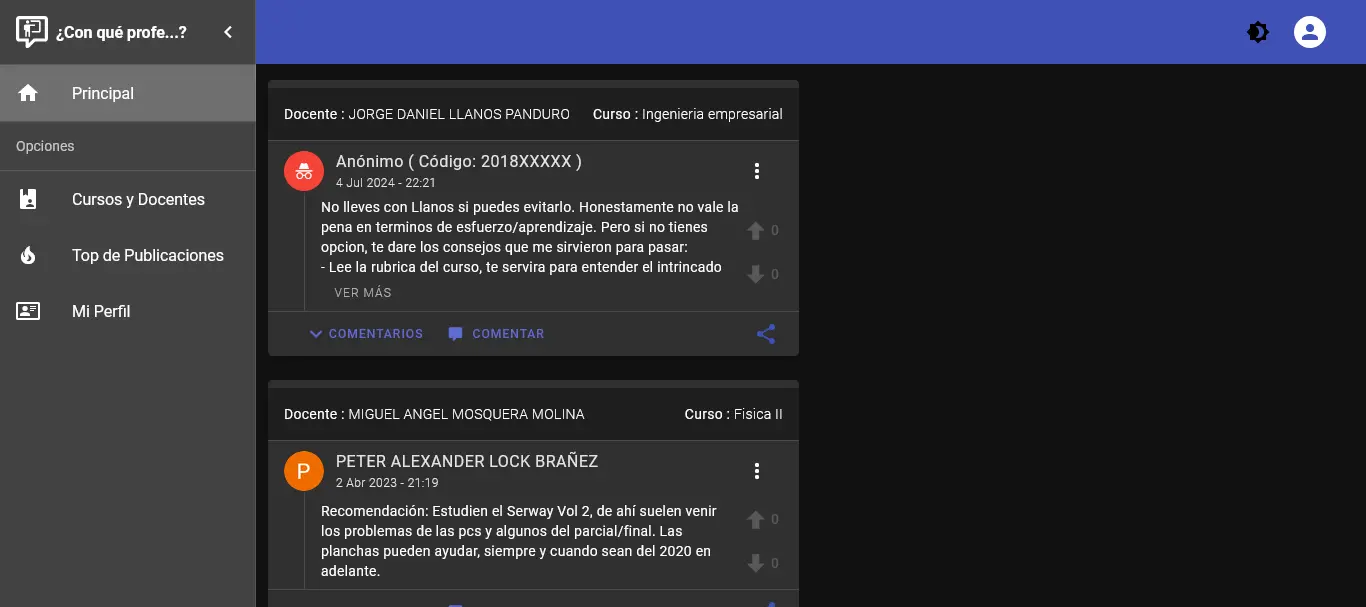 ¿Con qué profe...?
Principal
Opciones
Cursos y Docentes
Top de Publicaciones
Mi Perfil
Docente : JORGE DANIEL LLANOS PANDURO Curso : Ingenieria empresarial
Anónimo ( Código: 2018XXXXX )
4 Jul 2024 - 22:21
No lleves con Llanos si puedes evitarlo. Honestamente no vale la
pena en terminos de esfuerzo/aprendizaje. Pero si no tienes
opcion, te dare los consejos que me sirvieron para pasar:
- Lee la rubrica del curso, te servira para entender el intrincado
0
0
VER MÁS
COMENTARIOS COMENTAR
Docente : MIGUEL ANGEL MOSQUERA MOLINA Curso : Fisica II
P
PETER ALEXANDER LOCK BRAÑEZ
2 Abr 2023 - 21:19
Recomendación: Estudien el Serway Vol 2, de ahí suelen venir
los problemas de las pcs y algunos del parcial/final. Las
planchas pueden ayudar, siempre y cuando sean del 2020 en
adelante.
0
0